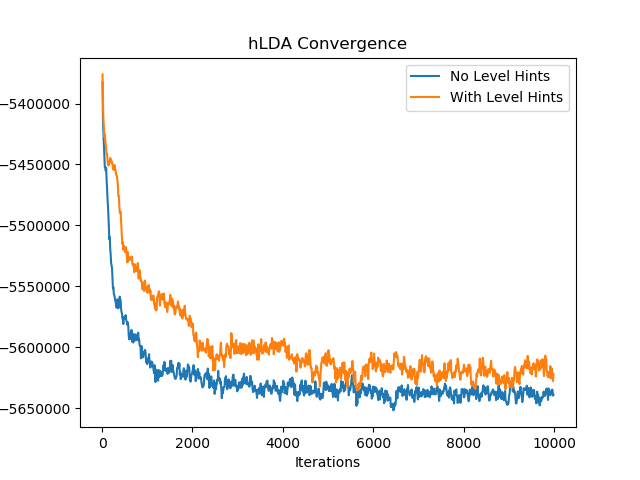 hLDA Convergence
No Level Hints
With Level Hints
−5400000
−5450000
−5500000
−5550000
−5600000
−5650000
0 2000 4000 6000 8000 10000
Iterations